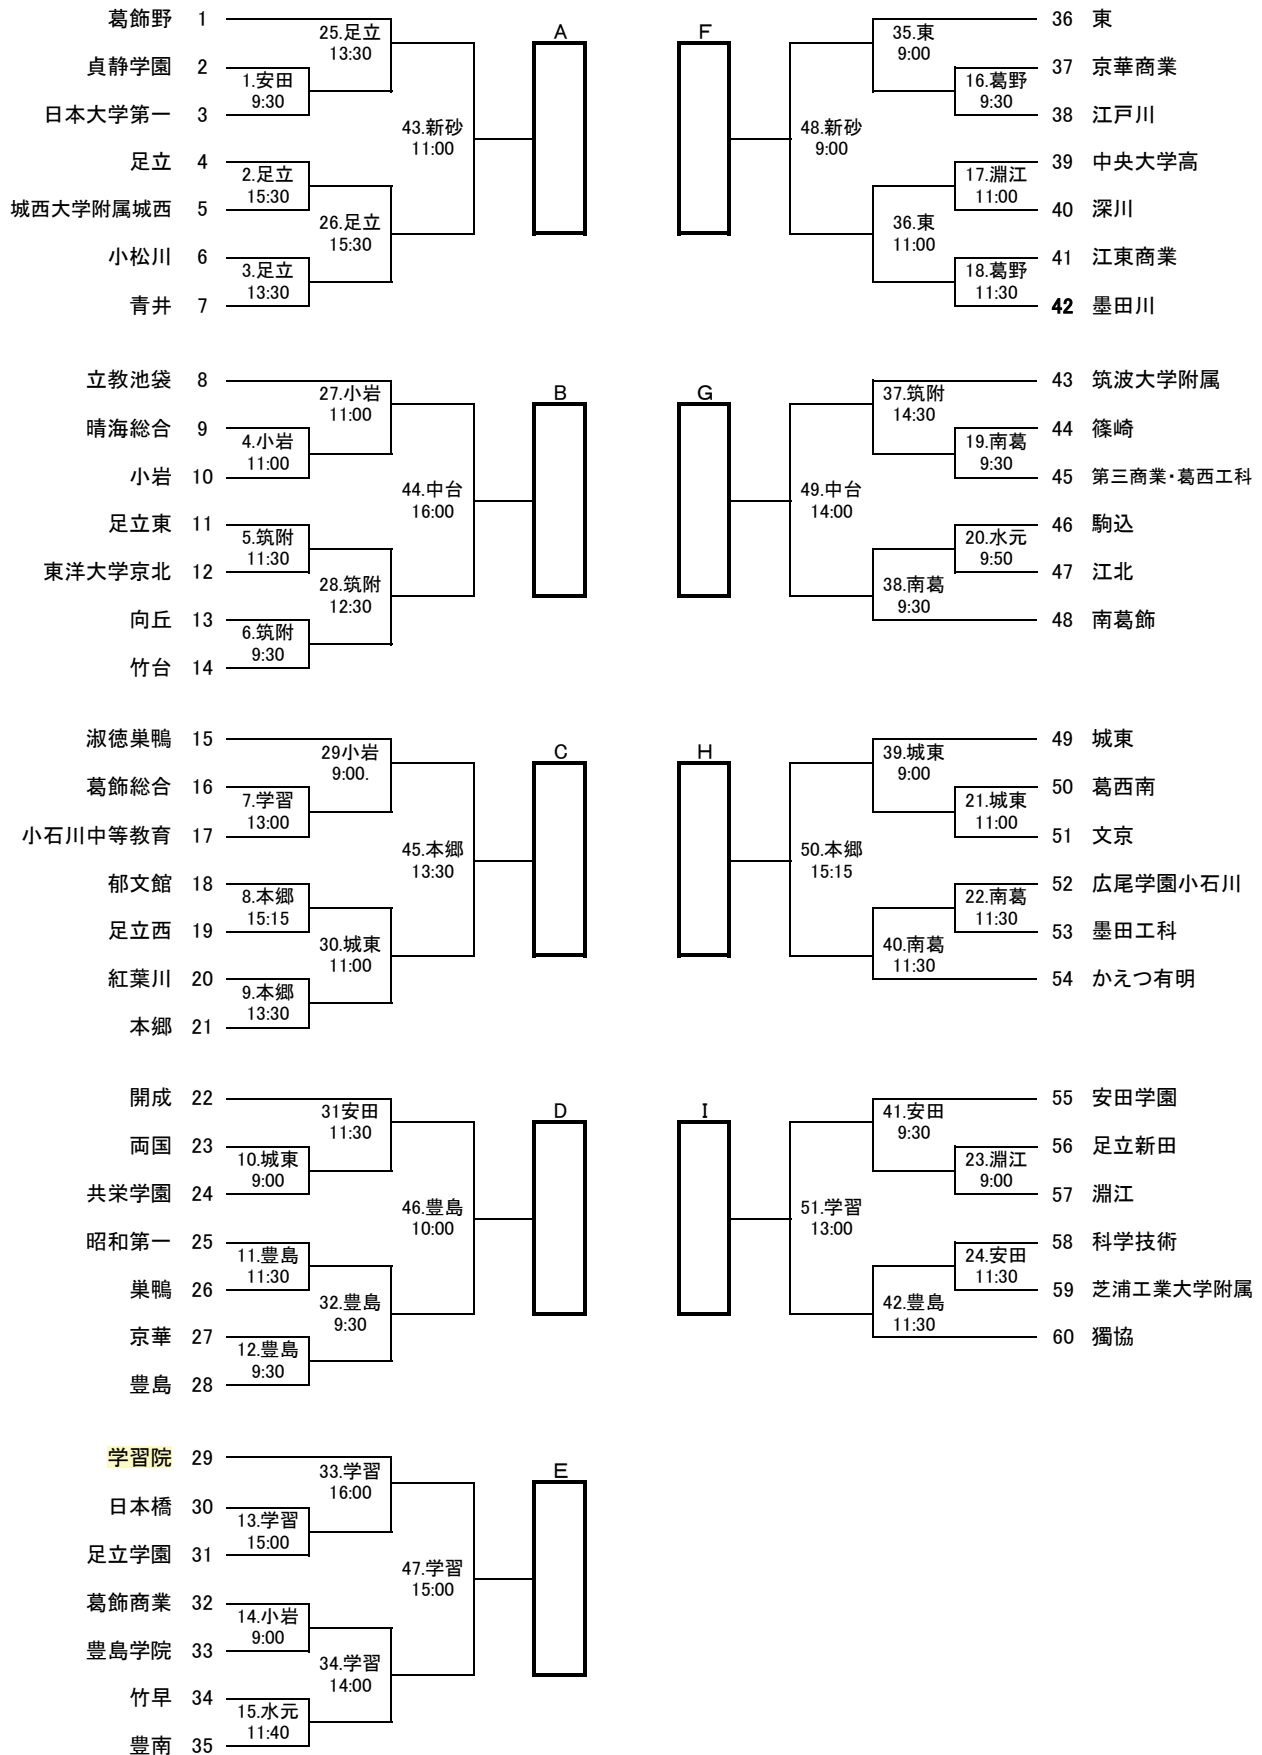 A
葛飾野 1
25.足立
13:30
貞静学園 2
1.安田
9:30
日本大学第一 3
43.新砂
11:00
足立 4
2.足立
15:30
城西大学附属城西 5
26.足立
15:30
小松川 6
3.足立
13:30
青井 7
B
立教池袋 8
27.小岩
11:00
晴海総合 9
4.小岩
11:00
小岩 10
44.中台
16:00
足立東 11
5.筑附
11:30
東洋大学京北 12
28.筑附
12:30
向丘 13
6.筑附
9:30
竹台 14
C
淑徳巣鴨 15
29小岩
9:00.
葛飾総合 16
7.学習
13:00
小石川中等教育 17
45.本郷
13:30
郁文館 18
8.本郷
15:15
足立西 19
30.城東
11:00
紅葉川 20
9.本郷
13:30
本郷 21
D
開成 22
31安田
11:30
両国 23
10.城東
9:00
共栄学園 24
46.豊島
10:00
昭和第一 25
11.豊島
11:30
巣鴨 26
32.豊島
9:30
京華 27
12.豊島
9:30
豊島 28
E
学習院 29
33.学習
16:00
日本橋 30
13.学習
15:00
足立学園 31
47.学習
15:00
葛飾商業 32
14.小岩
9:00
豊島学院 33
34.学習
14:00
竹早 34
15.水元
11:40
豊南 35
F
36 東
35.東
9:00
37 京華商業
16.葛野
9:30
38 江戸川
48.新砂
9:00
39 中央大学高
17.淵江
11:00
40 深川
36.東
11:00
41 江東商業
18.葛野
11:30
42 墨田川
G
43 筑波大学附属
37.筑附
14:30
44 篠崎
19.南葛
9:30
45 第三商業・葛西工科
49.中台
14:00
46 駒込
20.水元
9:50
47 江北
38.南葛
9:30
48 南葛飾
H
49 城東
39.城東
9:00
50 葛西南
21.城東
11:00
51 文京
50.本郷
15:15
52 広尾学園小石川
22.南葛
11:30
53 墨田工科
40.南葛
11:30
54 かえつ有明
I
55 安田学園
41.安田
9:30
56 足立新田
23.淵江
9:00
57 淵江
51.学習
13:00
58 科学技術
24.安田
11:30
59 芝浦工業大学附属
42.豊島
11:30
60 獨協